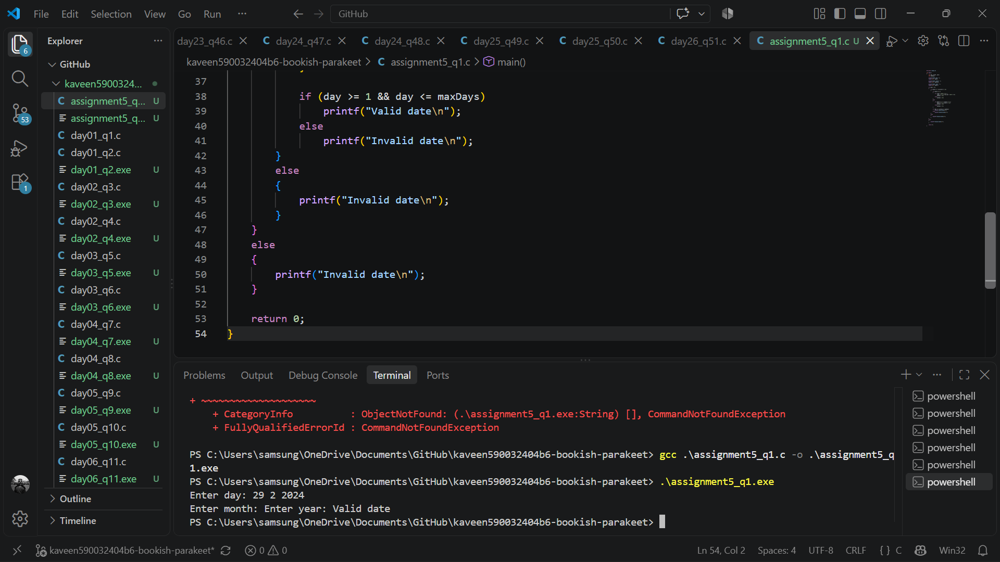 File Edit Selection View Go Run ··· GitHub
Explorer ···
6
53
1
GitHub
kaveen5900324...
assignment5_q... U
assignment5_q... U
day01_q1.c
day01_q2.c
day01_q2.exe U
day02_q3.c
day02_q3.exe U
day02_q4.c
day02_q4.exe U
day03_q5.c
day03_q5.exe U
day03_q6.c
day03_q6.exe U
day04_q7.c
day04_q7.exe U
day04_q8.c
day04_q8.exe U
day05_q9.c
day05_q9.exe U
day05_q10.c
day05_q10.exe U
day06_q11.c
day06_q11.exe U
Outline
Timeline
day23_q46.c C day24_q47.c C day24_q48.c C day25_q49.c C day25_q50.c C day26_q51.c C assignment5_q1.c U
kaveen590032404b6-bookish-parakeet > C assignment5_q1.c > main()
37
38 if (day >= 1 && day <= maxDays)
39 printf("Valid date\n");
40 else
41 printf("Invalid date\n");
42 }
43 else
44 {
45 printf("Invalid date\n");
46 }
47 }
48 else
49 {
50 printf("Invalid date\n");
51 }
52
53 return 0;
54 }
Problems Output Debug Console Terminal Ports
+ ~~~~~~~~~~~~~~~~~~~~
+ CategoryInfo : ObjectNotFound: (.\assignment5_q1.exe:String) [], CommandNotFoundException
+ FullyQualifiedErrorId : CommandNotFoundException
PS C:\Users\samsung\OneDrive\Documents\GitHub\kaveen590032404b6-bookish-parakeet> gcc .\assignment5_q1.c -o .\assignment5_q
1.exe
PS C:\Users\samsung\OneDrive\Documents\GitHub\kaveen590032404b6-bookish-parakeet> .\assignment5_q1.exe
Enter day: 29 2 2024
Enter month: Enter year: Valid date
PS C:\Users\samsung\OneDrive\Documents\GitHub\kaveen590032404b6-bookish-parakeet>
powershell
powershell
powershell
powershell
powershell
powershell
kaveen590032404b6-bookish-parakeet* 0 0 Ln 54, Col 2 Spaces: 4 UTF-8 CRLF { } C Win32